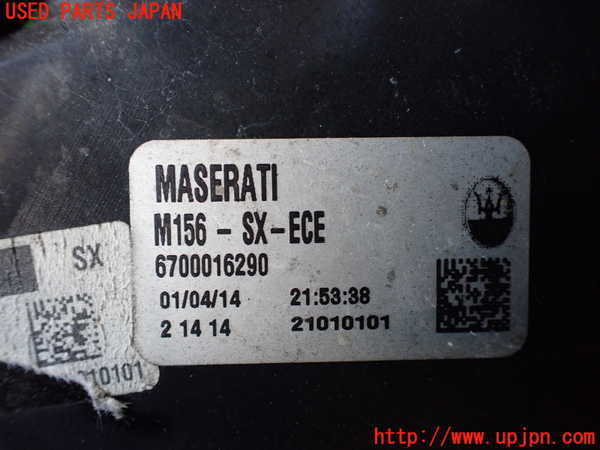 USED PARTS JAPAN
MASERATI
M156 - SX-ECE
6700016290
01/04/14 21:53:38
2 14 14 21010101
SX
10101
http://www.upjpn.com/